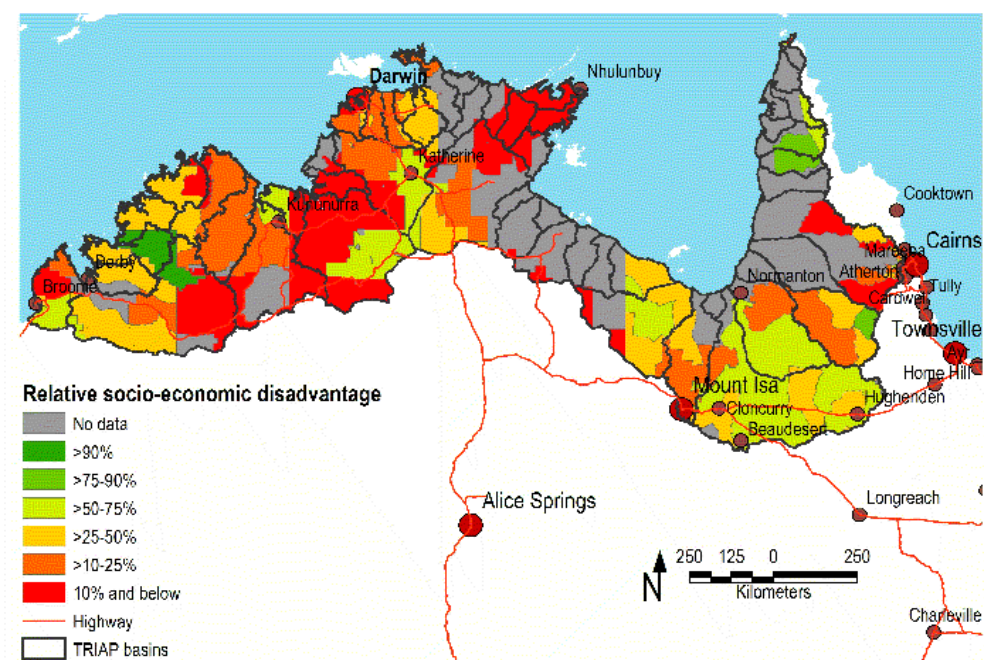 Darwin
Nhulunbuy
Katherine
Cooktown
Kununurra
Cairns
Mareeba
Derby
Atherton
Normanton
Tully
Broome
Cardwell
Townsville
Ayr
Home Hill
Relative socio-economic disadvantage
Mount Isa
Hughenden
No data
Cloncurry
>90%
Beaudesert
>75-90%
>50-75%
Alice Springs
Longreach
>25-50%
>10-25%
250 125 0 250
N
Kilometers
10% and below
Highway
Charleville
TRIAP basins